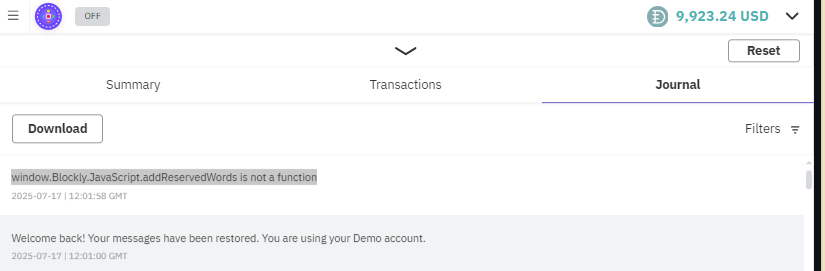 OFF
9,923.24 USD
Reset
Summary
Transactions
Journal
Download
Filters
window.Blockly.JavaScript.addReservedWords is not a function
2025-07-17 | 12:01:58 GMT
Welcome back! Your messages have been restored. You are using your Demo account.
2025-07-17 | 12:01:00 GMT